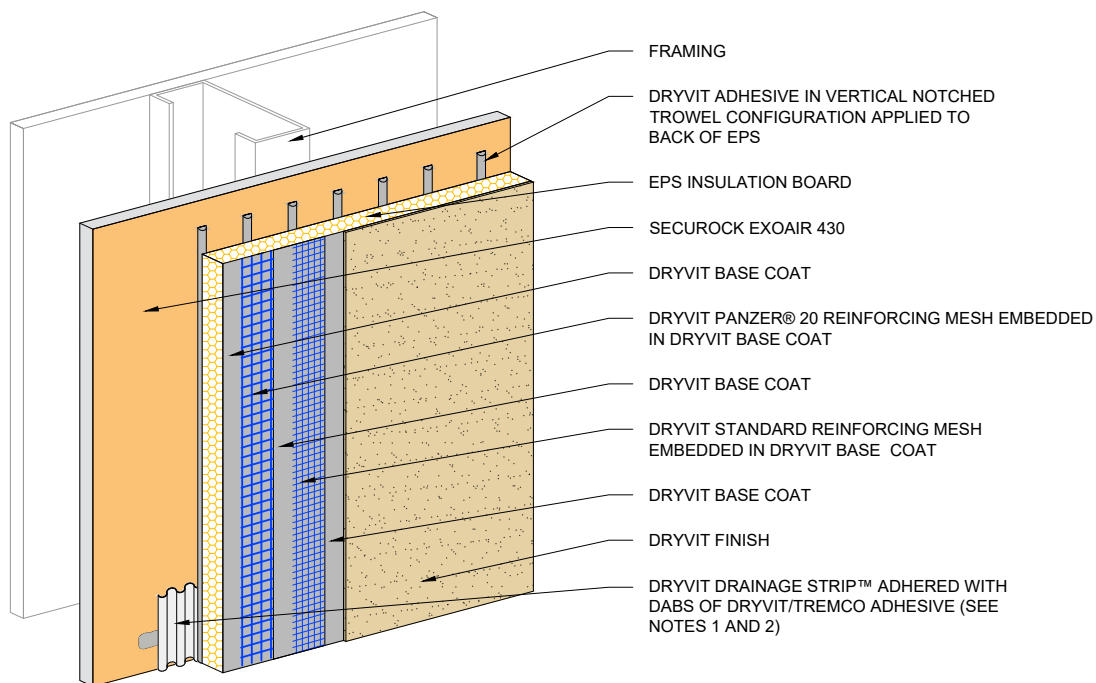 FRAMING
DRYVIT ADHESIVE IN VERTICAL NOTCHED
TROWEL CONFIGURATION APPLIED TO
BACK OF EPS
EPS INSULATION BOARD
SECUROCK EXOAIR 430
DRYVIT BASE COAT
DRYVIT PANZER® 20 REINFORCING MESH EMBEDDED
IN DRYVIT BASE COAT
DRYVIT BASE COAT
DRYVIT STANDARD REINFORCING MESH
EMBEDDED IN DRYVIT BASE COAT
DRYVIT BASE COAT
DRYVIT FINISH
DRYVIT DRAINAGE STRIP™ ADHERED WITH
DABS OF DRYVIT/TREMCO ADHESIVE (SEE
NOTES 1 AND 2)